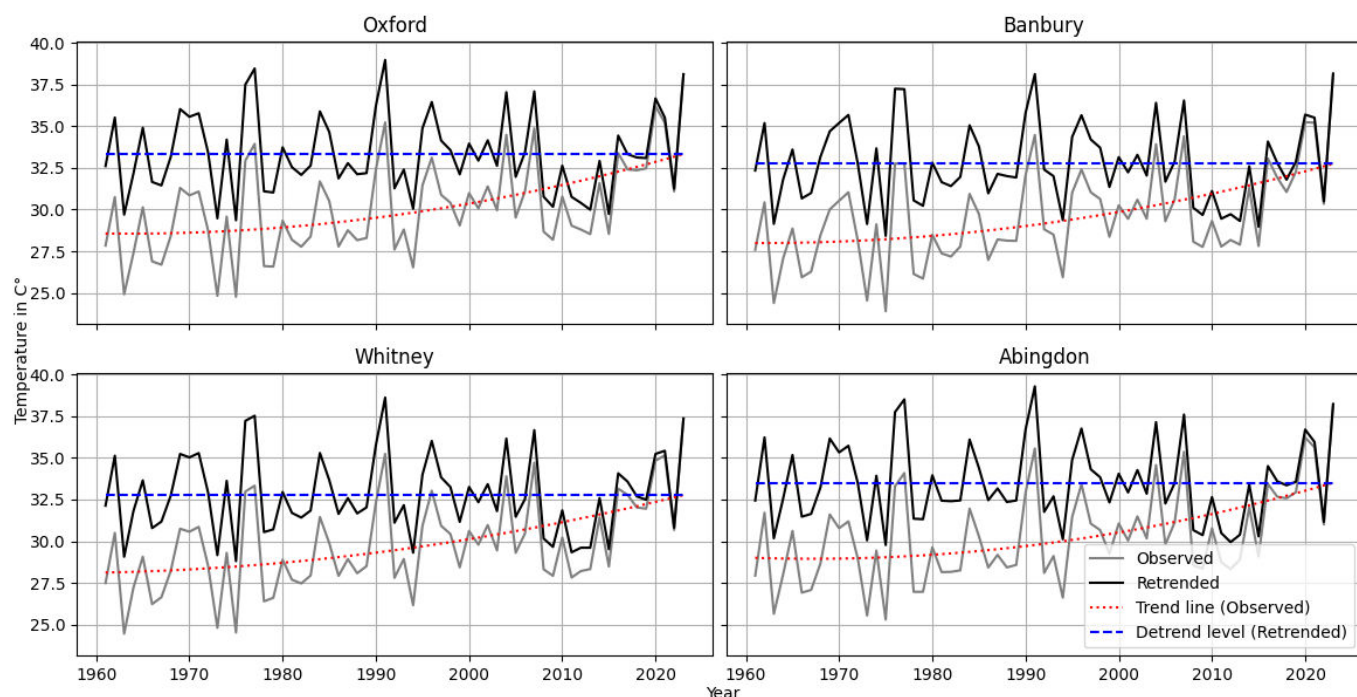 Oxford
Banbury
40.0
37.5
35.0
32.5
30.0
27.5
25.0
Whitney
Abingdon
40.0
37.5
35.0
32.5
30.0
27.5
25.0
Temperature in C°
Observed
Retrended
Trend line (Observed)
Detrend level (Retrended)
1960 1970 1980 1990 2000 2010 2020
1960 1970 1980 1990 2000 2010 2020
Year